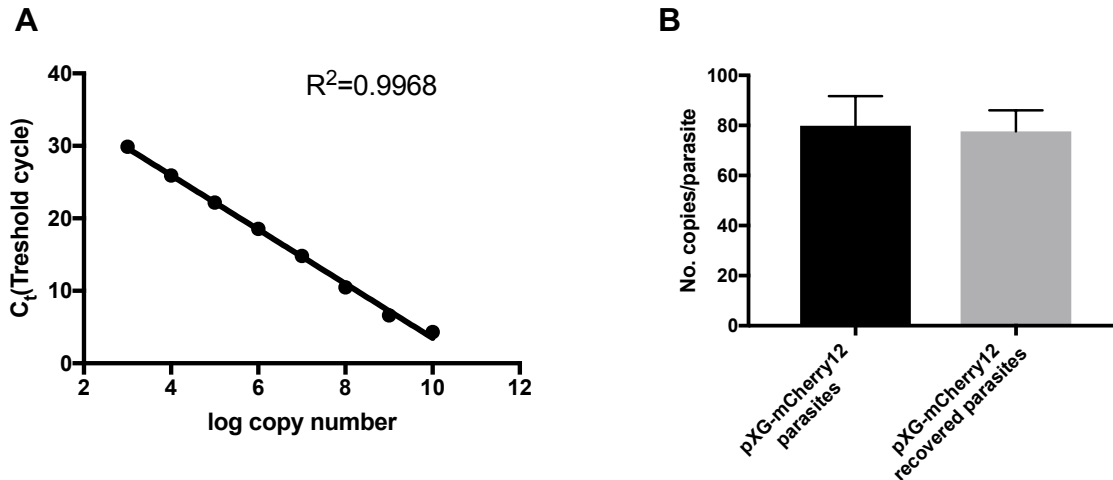 A
R²=0.9968
Cₜ(Treshold cycle)
40
30
20
10
0
2
4
6
8
10
12
log copy number
B
No. copies/parasite
100
80
60
40
20
0
pXG-mCherry12
parasites
pXG-mCherry12
recovered parasites